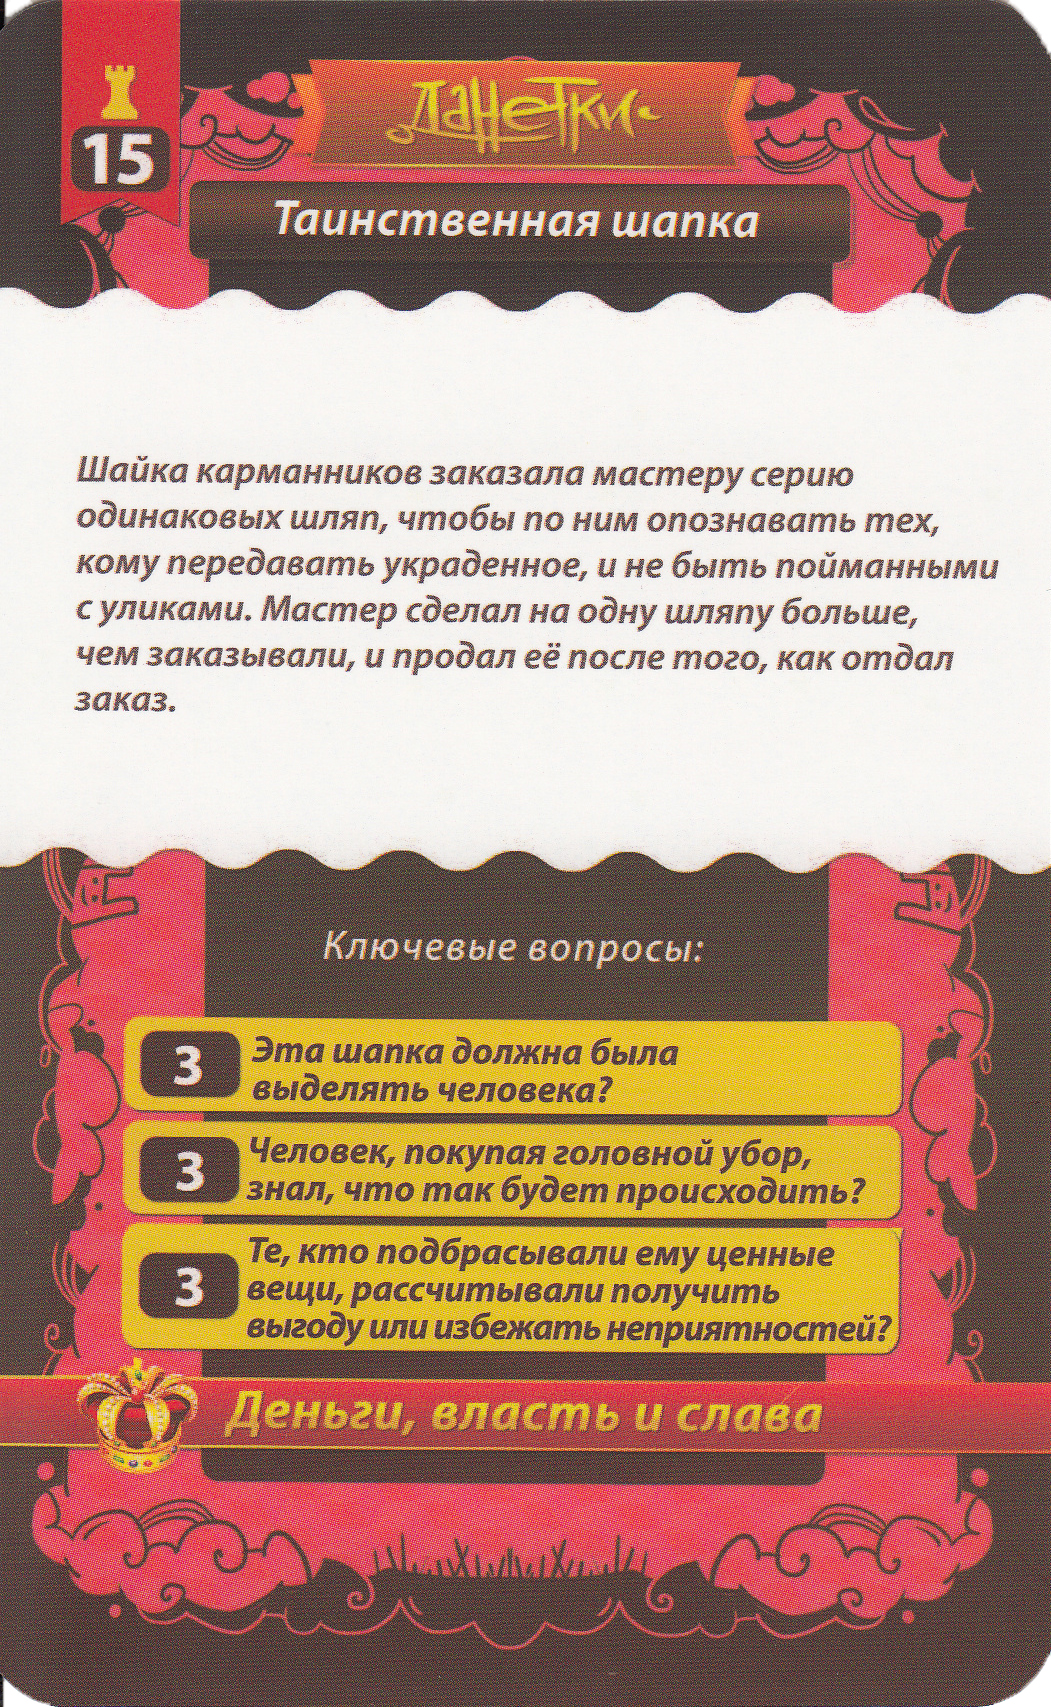 15
Данетки
Таинственная шапка
Шайка карманников заказала мастеру серию
одинаковых шляп, чтобы по ним опознавать тех,
кому передавать украденное, и не быть пойманными
с уликами. Мастер сделал на одну шляпу больше,
чем заказывали, и продал её после того, как отдал
заказ.
Ключевые вопросы:
3 Эта шапка должна была
выделять человека?
3 Человек, покупая головной убор,
знал, что так будет происходить?
Те, кто подбрасывали ему ценные
3 вещи, рассчитывали получить
выгоду или избежать неприятностей?
Деньги, власть и слава